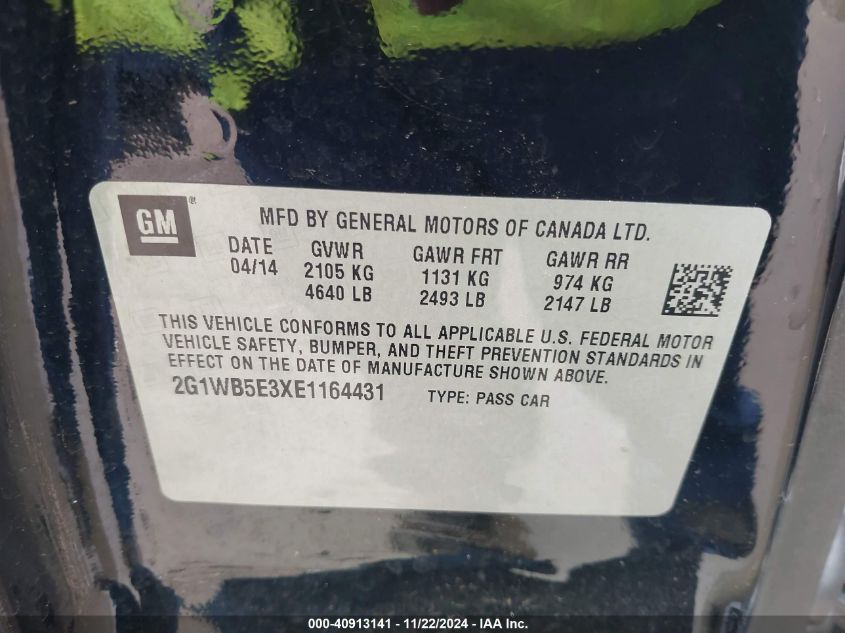 GM ®
MFD BY GENERAL MOTORS OF CANADA LTD.
DATE GVWR GAWR FRT GAWR RR
04/14 2105 KG 1131 KG 974 KG
4640 LB 2493 LB 2147 LB
THIS VEHICLE CONFORMS TO ALL APPLICABLE U.S. FEDERAL MOTOR
VEHICLE SAFETY, BUMPER, AND THEFT PREVENTION STANDARDS IN
EFFECT ON THE DATE OF MANUFACTURE SHOWN ABOVE.
2G1WB5E3XE1164431 TYPE: PASS CAR
000-40913141 - 11/22/2024 - IAA Inc.